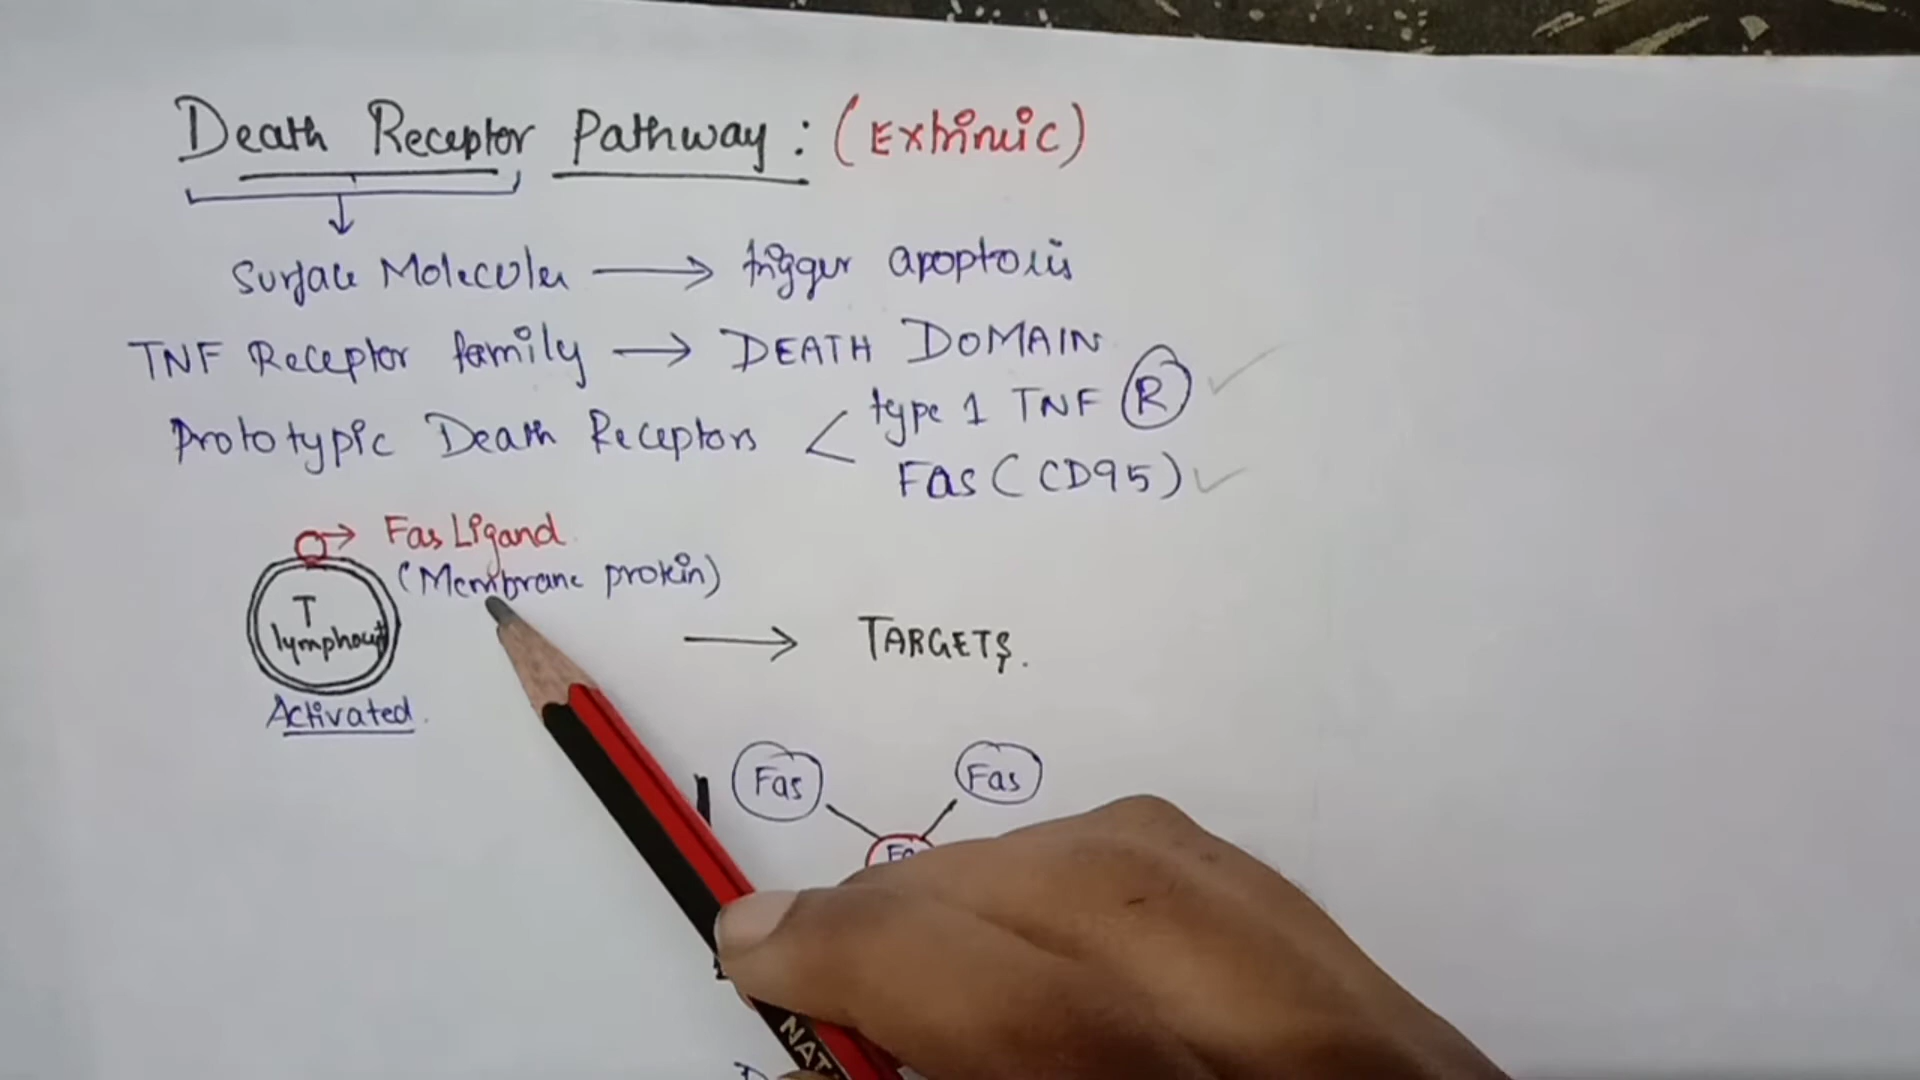 Death Receptor Pathway : (Extrinsic)
Surface Molecules → trigger apoptosis
TNF Receptor family → DEATH DOMAIN
Prototypic Death Receptors < type 1 TNF R
Fas (CD95)
Fas Ligand
(Membrane protein)
T
lymphocyte
→ TARGETS.
Activated.
Fas Fas
NAT